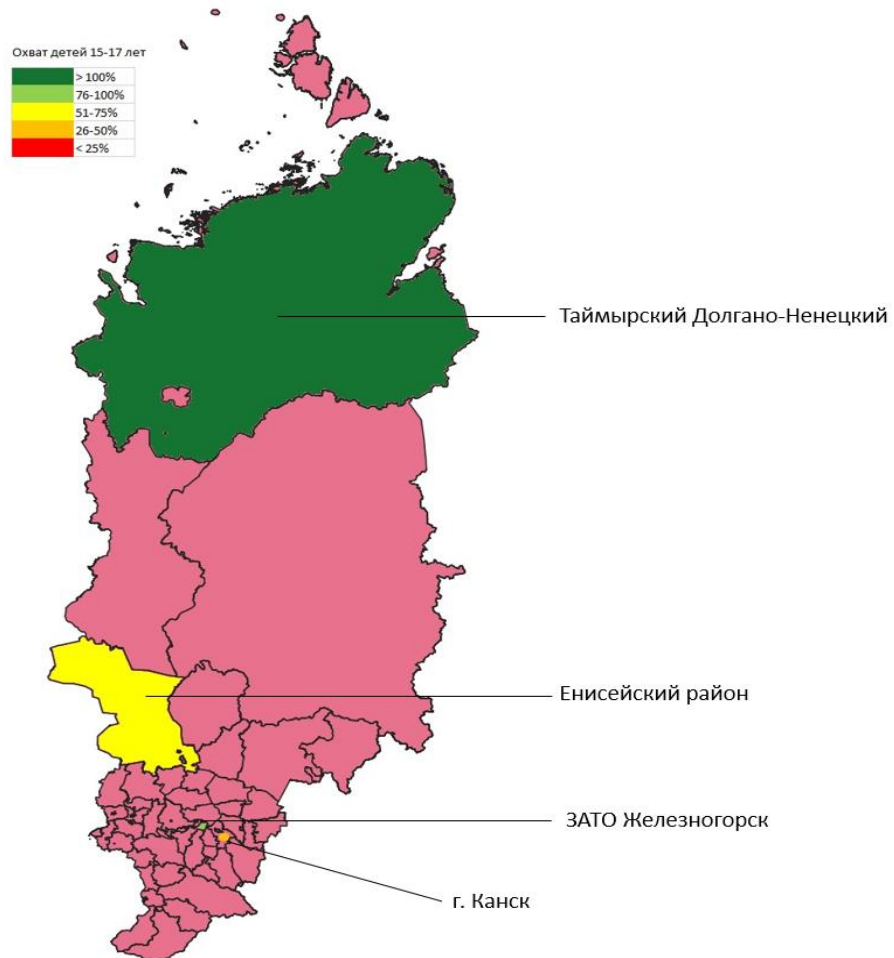 Охват детей 15-17 лет
> 100%
76-100%
51-75%
26-50%
< 25%
Таймырский Долгано-Ненецкий
Енисейский район
ЗАТО Железногорск
г. Канск